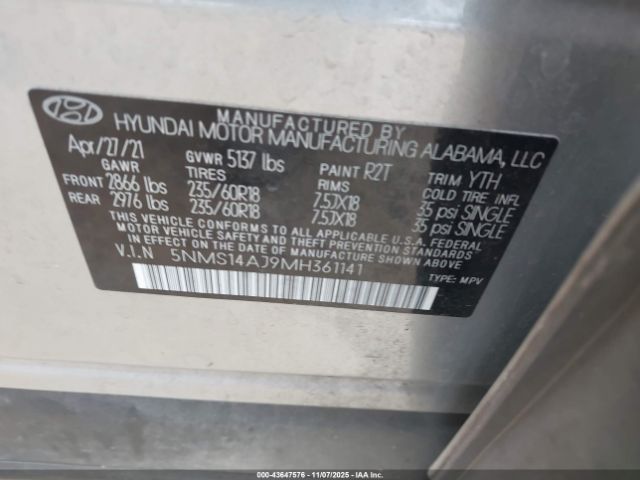 MANUFACTURED BY
HYUNDAI MOTOR MANUFACTURING ALABAMA, LLC
Apr/27/21 GVWR 5137 lbs PAINT R2T TRIM YTH
GAWR TIRES RIMS COLD TIRE INFL
FRONT 2866 lbs 235/60R18 7.5JX18 35 psi SINGLE
REAR 2976 lbs 235/60R18 7.5JX18 35 psi SINGLE
THIS VEHICLE CONFORMS TO ALL APPLICABLE U.S.A. FEDERAL
MOTOR VEHICLE SAFETY AND THEFT PREVENTION STANDARDS
IN EFFECT ON THE DATE OF MANUFACTURE SHOWN ABOVE.
V.I.N 5NMS14AJ9MH361141 TYPE: MPV
000-43647576 - 11/07/2025 - IAA Inc.